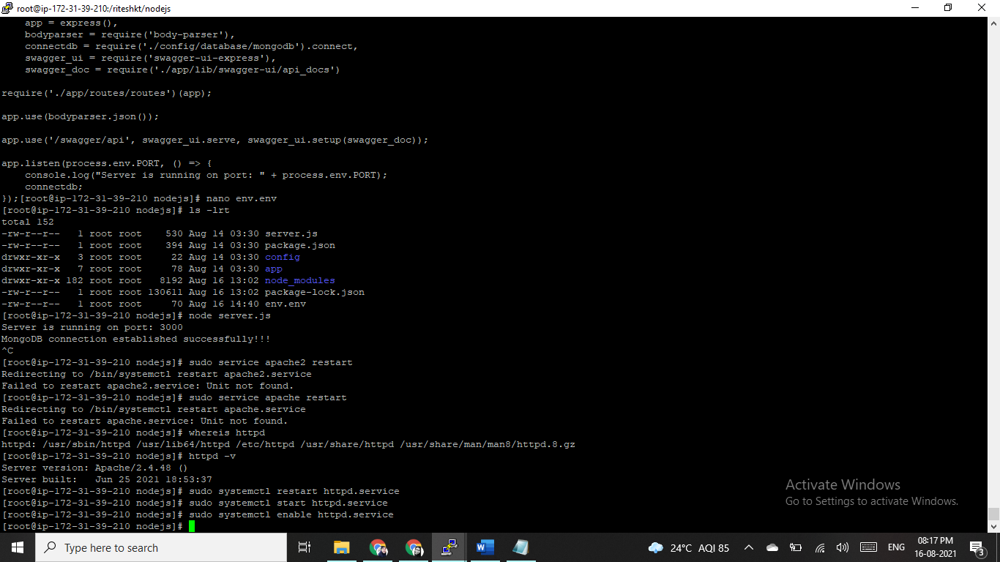 root@ip-172-31-39-210:/riteshkt/nodejs
    app = express(),
    bodyparser = require('body-parser'),
    connectdb = require('./config/database/mongodb').connect,
    swagger_ui = require('swagger-ui-express'),
    swagger_doc = require('./app/lib/swagger-ui/api_docs')
require('./app/routes/routes')(app);
app.use(bodyparser.json());
app.use('/swagger/api', swagger_ui.serve, swagger_ui.setup(swagger_doc));
app.listen(process.env.PORT, () => {
    console.log("Server is running on port: " + process.env.PORT);
    connectdb;
});[root@ip-172-31-39-210 nodejs]# nano env.env
[root@ip-172-31-39-210 nodejs]# ls -lrt
total 152
-rw-r--r--   1 root root    530 Aug 14 03:30 server.js
-rw-r--r--   1 root root    394 Aug 14 03:30 package.json
drwxr-xr-x   3 root root     22 Aug 14 03:30 config
drwxr-xr-x   7 root root     78 Aug 14 03:30 app
drwxr-xr-x 182 root root   8192 Aug 16 13:02 node_modules
-rw-r--r--   1 root root 130611 Aug 16 13:02 package-lock.json
-rw-r--r--   1 root root     70 Aug 16 14:40 env.env
[root@ip-172-31-39-210 nodejs]# node server.js
Server is running on port: 3000
MongoDB connection established successfully!!!
^C
[root@ip-172-31-39-210 nodejs]# sudo service apache2 restart
Redirecting to /bin/systemctl restart apache2.service
Failed to restart apache2.service: Unit not found.
[root@ip-172-31-39-210 nodejs]# sudo service apache restart
Redirecting to /bin/systemctl restart apache.service
Failed to restart apache.service: Unit not found.
[root@ip-172-31-39-210 nodejs]# whereis httpd
httpd: /usr/sbin/httpd /usr/lib64/httpd /etc/httpd /usr/share/httpd /usr/share/man/man8/httpd.8.gz
[root@ip-172-31-39-210 nodejs]# httpd -v
Server version: Apache/2.4.48 ()
Server built:   Jun 25 2021 18:53:37
[root@ip-172-31-39-210 nodejs]# sudo systemctl restart httpd.service
[root@ip-172-31-39-210 nodejs]# sudo systemctl start httpd.service
[root@ip-172-31-39-210 nodejs]# sudo systemctl enable httpd.service
[root@ip-172-31-39-210 nodejs]#
Activate Windows
Go to Settings to activate Windows.
Type here to search
24°C AQI 85
ENG
08:17 PM
16-08-2021
3